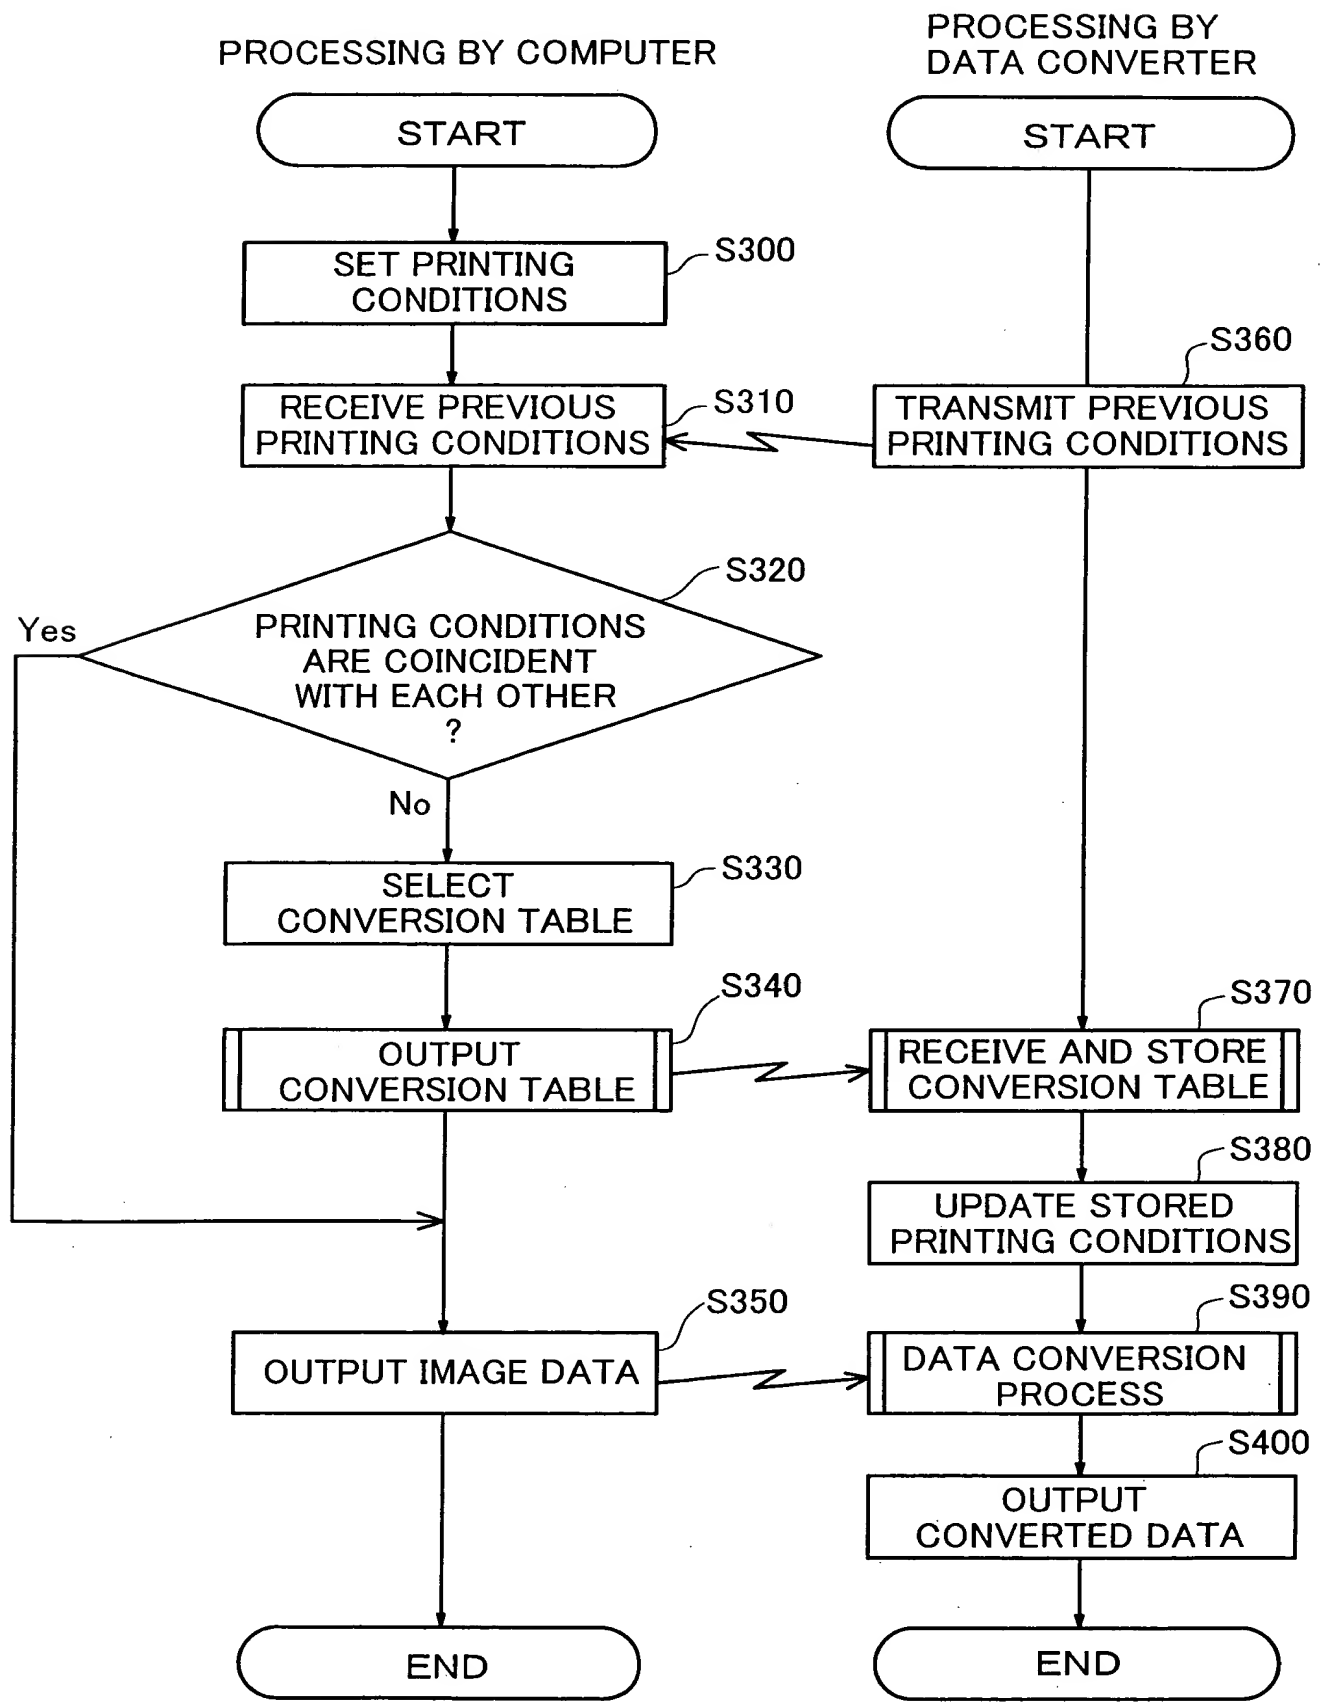 PROCESSING BY COMPUTER
START
SET PRINTING
CONDITIONS
S300
RECEIVE PREVIOUS
PRINTING CONDITIONS
S310
PRINTING CONDITIONS
ARE COINCIDENT
WITH EACH OTHER
?
S320
Yes
No
SELECT
CONVERSION TABLE
S330
OUTPUT
CONVERSION TABLE
S340
OUTPUT IMAGE DATA
S350
END
PROCESSING BY
DATA CONVERTER
START
S360
TRANSMIT PREVIOUS
PRINTING CONDITIONS
S370
RECEIVE AND STORE
CONVERSION TABLE
S380
UPDATE STORED
PRINTING CONDITIONS
S390
DATA CONVERSION
PROCESS
S400
OUTPUT
CONVERTED DATA
END